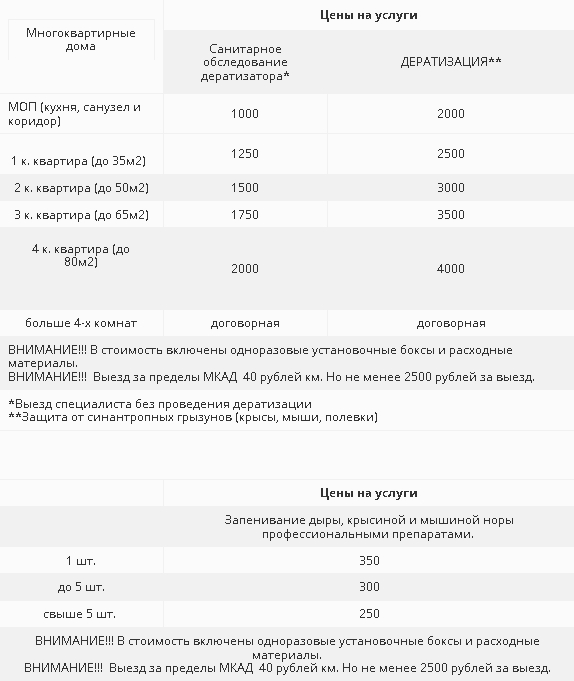 Многоквартирные
дома
Цены на услуги
Санитарное
обследование
дератизатора*
ДЕРАТИЗАЦИЯ**
МОП (кухня, санузел и
коридор)
1000
2000
1 к. квартира (до 35м2)
1250
2500
2 к. квартира (до 50м2)
1500
3000
3 к. квартира (до 65м2)
1750
3500
4 к. квартира (до
80м2)
2000
4000
больше 4-х комнат
договорная
договорная
ВНИМАНИЕ!!! В стоимость включены одноразовые установочные боксы и расходные
материалы.
ВНИМАНИЕ!!! Выезд за пределы МКАД 40 рублей км. Но не менее 2500 рублей за выезд.
*Выезд специалиста без проведения дератизации
**Защита от синантропных грызунов (крысы, мыши, полевки)
Цены на услуги
Запенивание дыры, крысиной и мышиной норы
профессиональными препаратами.
1 шт.
350
до 5 шт.
300
свыше 5 шт.
250
ВНИМАНИЕ!!! В стоимость включены одноразовые установочные боксы и расходные
материалы.
ВНИМАНИЕ!!! Выезд за пределы МКАД 40 рублей км. Но не менее 2500 рублей за выезд.